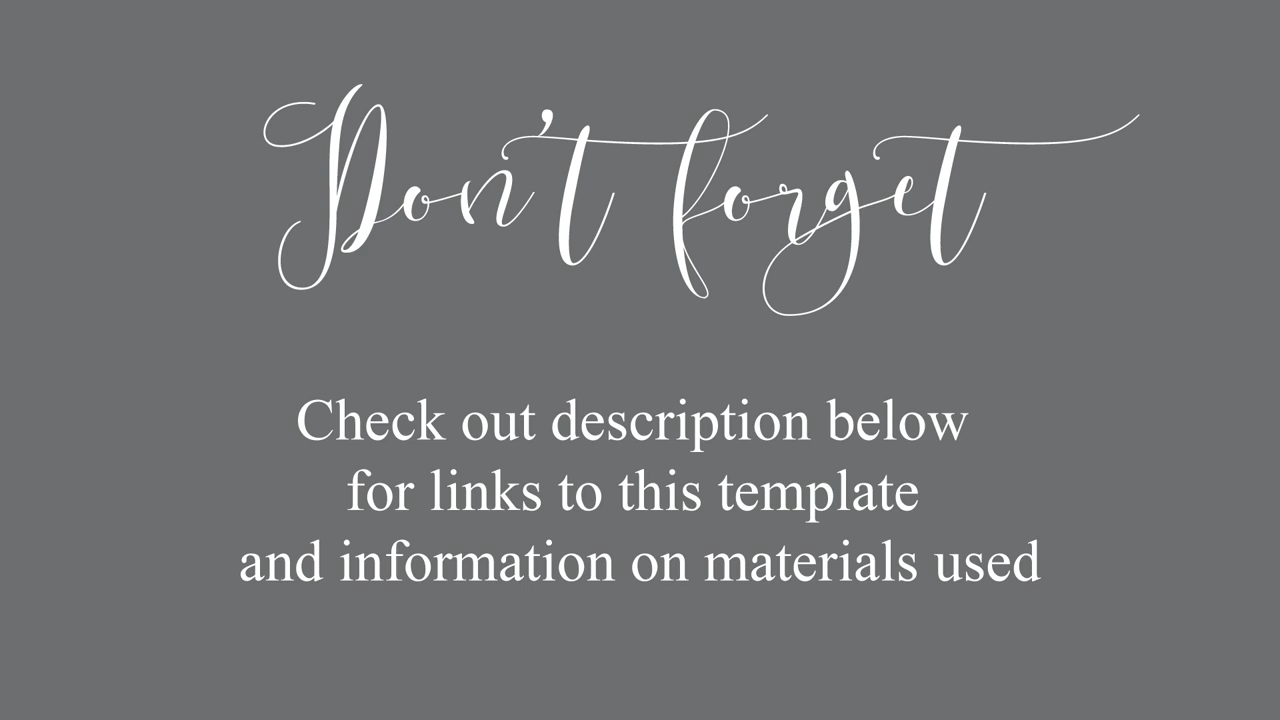 Don't forget
Check out description below
for links to this template
and information on materials used